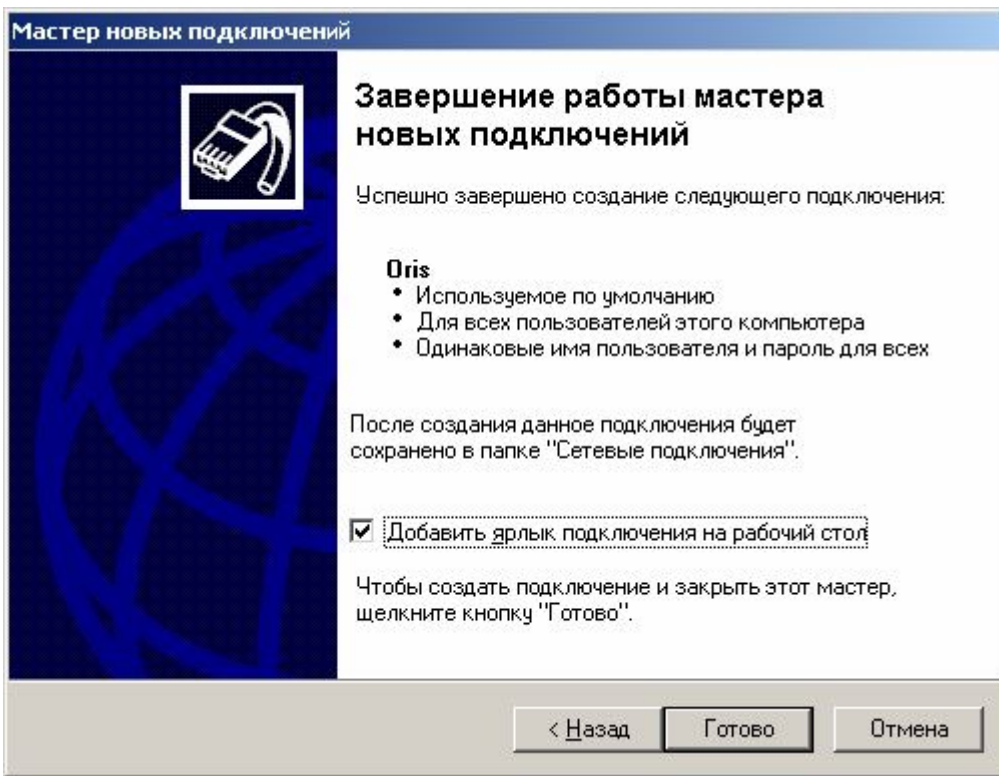 Мастер новых подключений
Завершение работы мастера
новых подключений
Успешно завершено создание следующего подключения:
Oris
• Используемое по умолчанию
• Для всех пользователей этого компьютера
• Одинаковые имя пользователя и пароль для всех
После создания данное подключения будет
сохранено в папке "Сетевые подключения".
Добавить ярлык подключения на рабочий стол
Чтобы создать подключение и закрыть этот мастер,
щелкните кнопку "Готово".
< Назад Готово Отмена